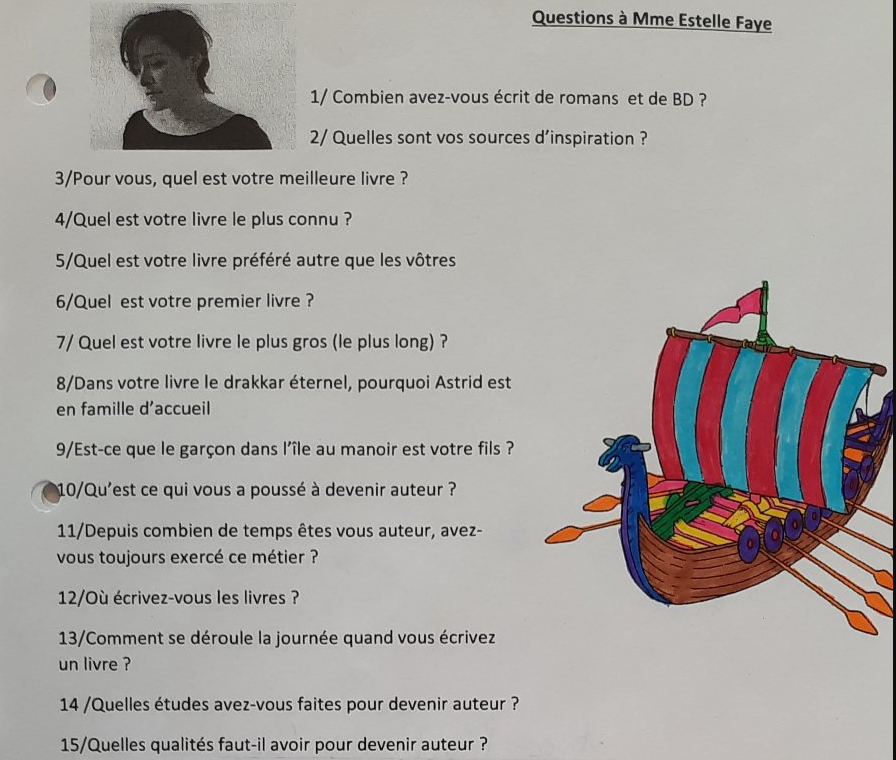 Questions à Mme Estelle Faye
1/ Combien avez-vous écrit de romans et de BD ?
2/ Quelles sont vos sources d'inspiration ?
3/Pour vous, quel est votre meilleure livre ?
4/Quel est votre livre le plus connu ?
5/Quel est votre livre préféré autre que les vôtres
6/Quel est votre premier livre ?
7/ Quel est votre livre le plus gros (le plus long) ?
8/Dans votre livre le drakkar éternel, pourquoi Astrid est
en famille d'accueil
9/Est-ce que le garçon dans l'île au manoir est votre fils ?
10/Qu'est ce qui vous a poussé à devenir auteur ?
11/Depuis combien de temps êtes vous auteur, avez-
vous toujours exercé ce métier ?
12/Où écrivez-vous les livres ?
13/Comment se déroule la journée quand vous écrivez
un livre ?
14 /Quelles études avez-vous faites pour devenir auteur ?
15/Quelles qualités faut-il avoir pour devenir auteur ?